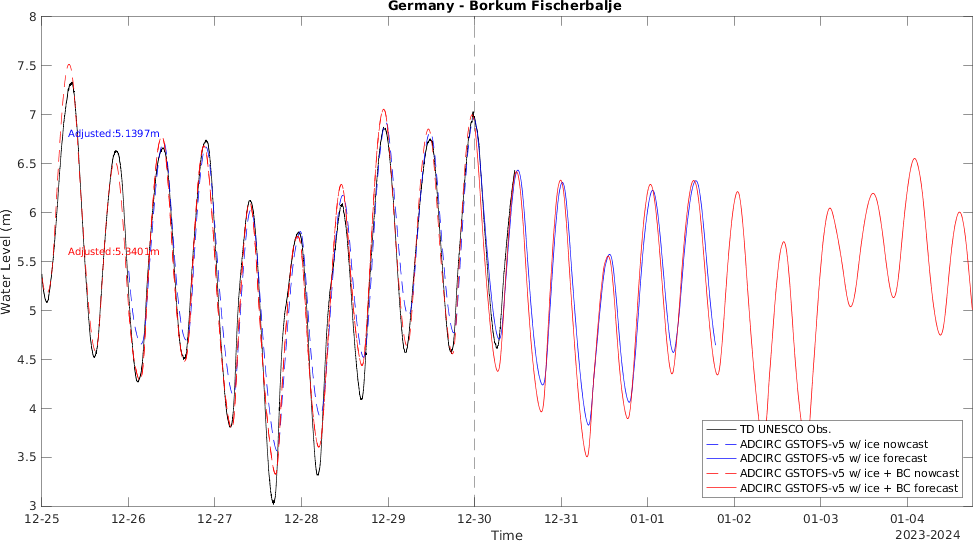 Germany - Borkum Fischerbalje
8
7.5
7
6.5
6
5.5
5
4.5
4
3.5
3
Water Level (m)
Adjusted:5.1397m
Adjusted:5.3401m
TD UNESCO Obs.
ADCIRC GSTOFS-v5 w/ ice nowcast
ADCIRC GSTOFS-v5 w/ ice forecast
ADCIRC GSTOFS-v5 w/ ice + BC nowcast
ADCIRC GSTOFS-v5 w/ ice + BC forecast
12-25 12-26 12-27 12-28 12-29 12-30 12-31 01-01 01-02 01-03 01-04
Time
2023-2024